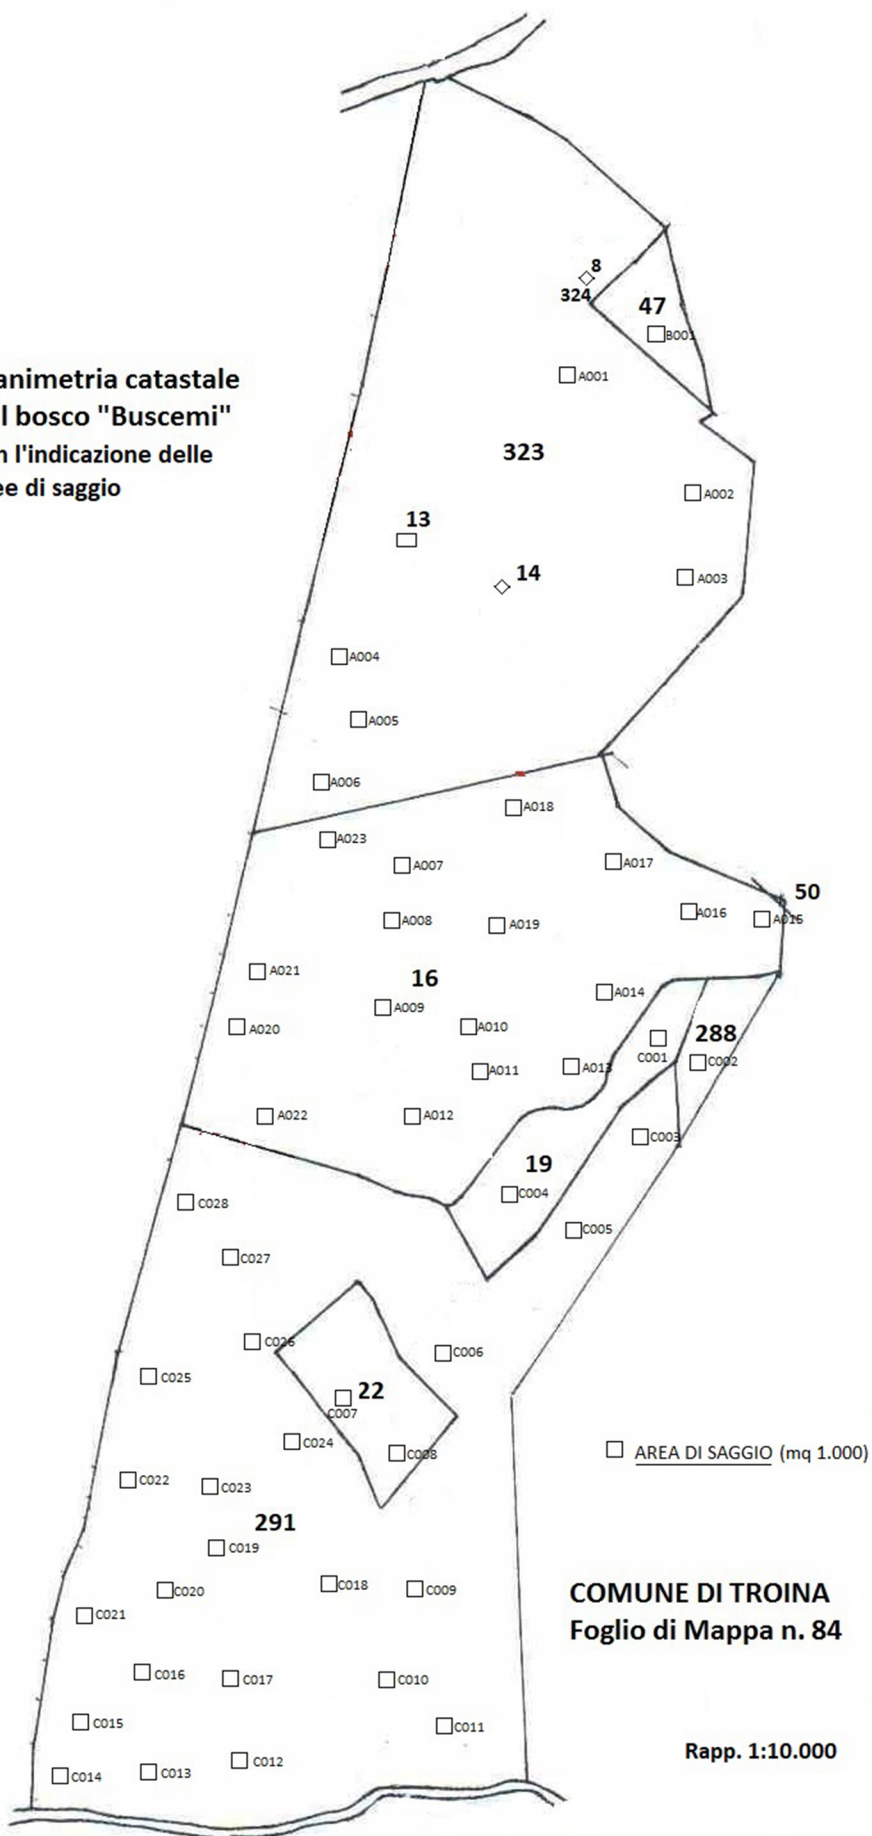 animetria catastale
l bosco "Buscemi"
n l'indicazione delle
ee di saggio
8
324
47
B001
A001
323
A002
13
14
A003
A004
A005
A006
A018
A023
A007
A017
50
A016
A015
A008
A019
A021
16
A014
A009
A020
A010
288
C001
C002
A011
A013
A022
A012
C003
19
C004
C028
C005
C027
C026
C006
C025
22
C007
C024
C008
AREA DI SAGGIO (mq 1.000)
C022
C023
291
C019
C020
C018
C009
COMUNE DI TROINA
Foglio di Mappa n. 84
C021
C016
C017
C010
C015
C011
Rapp. 1:10.000
C012
C014
C013